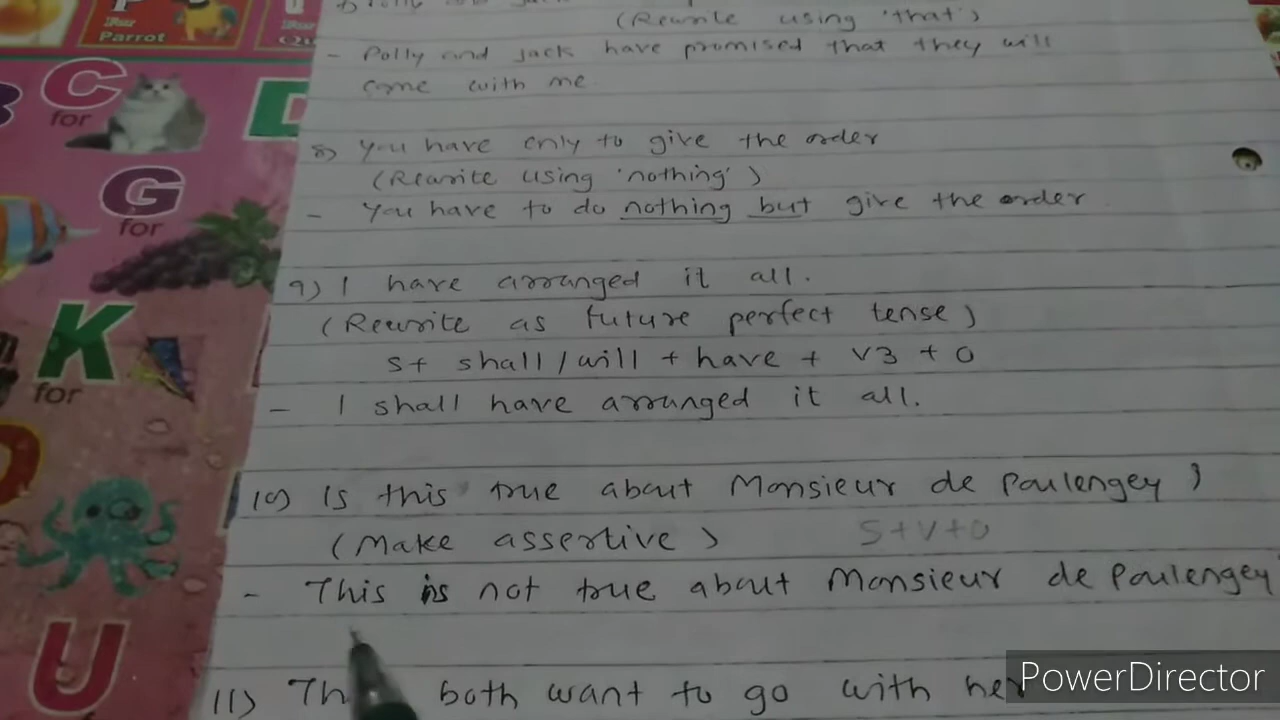 P
For
Parrot
For
(Rewrite using 'that')
- Polly and Jack have promised that they will
come with me.
C
for
8) You have only to give the order
(Rewrite using 'nothing')
- You have to do nothing but give the order
G
for
9) I have arranged it all.
(Rewrite as future perfect tense)
S+ shall/will + have + V3 + O
- I shall have arranged it all.
K
for
10) Is this true about Monsieur de Poulengey ?
(Make assertive) S+V+O
- This is not true about Monsieur de Poulengey
U
11) both want to go with her
PowerDirector